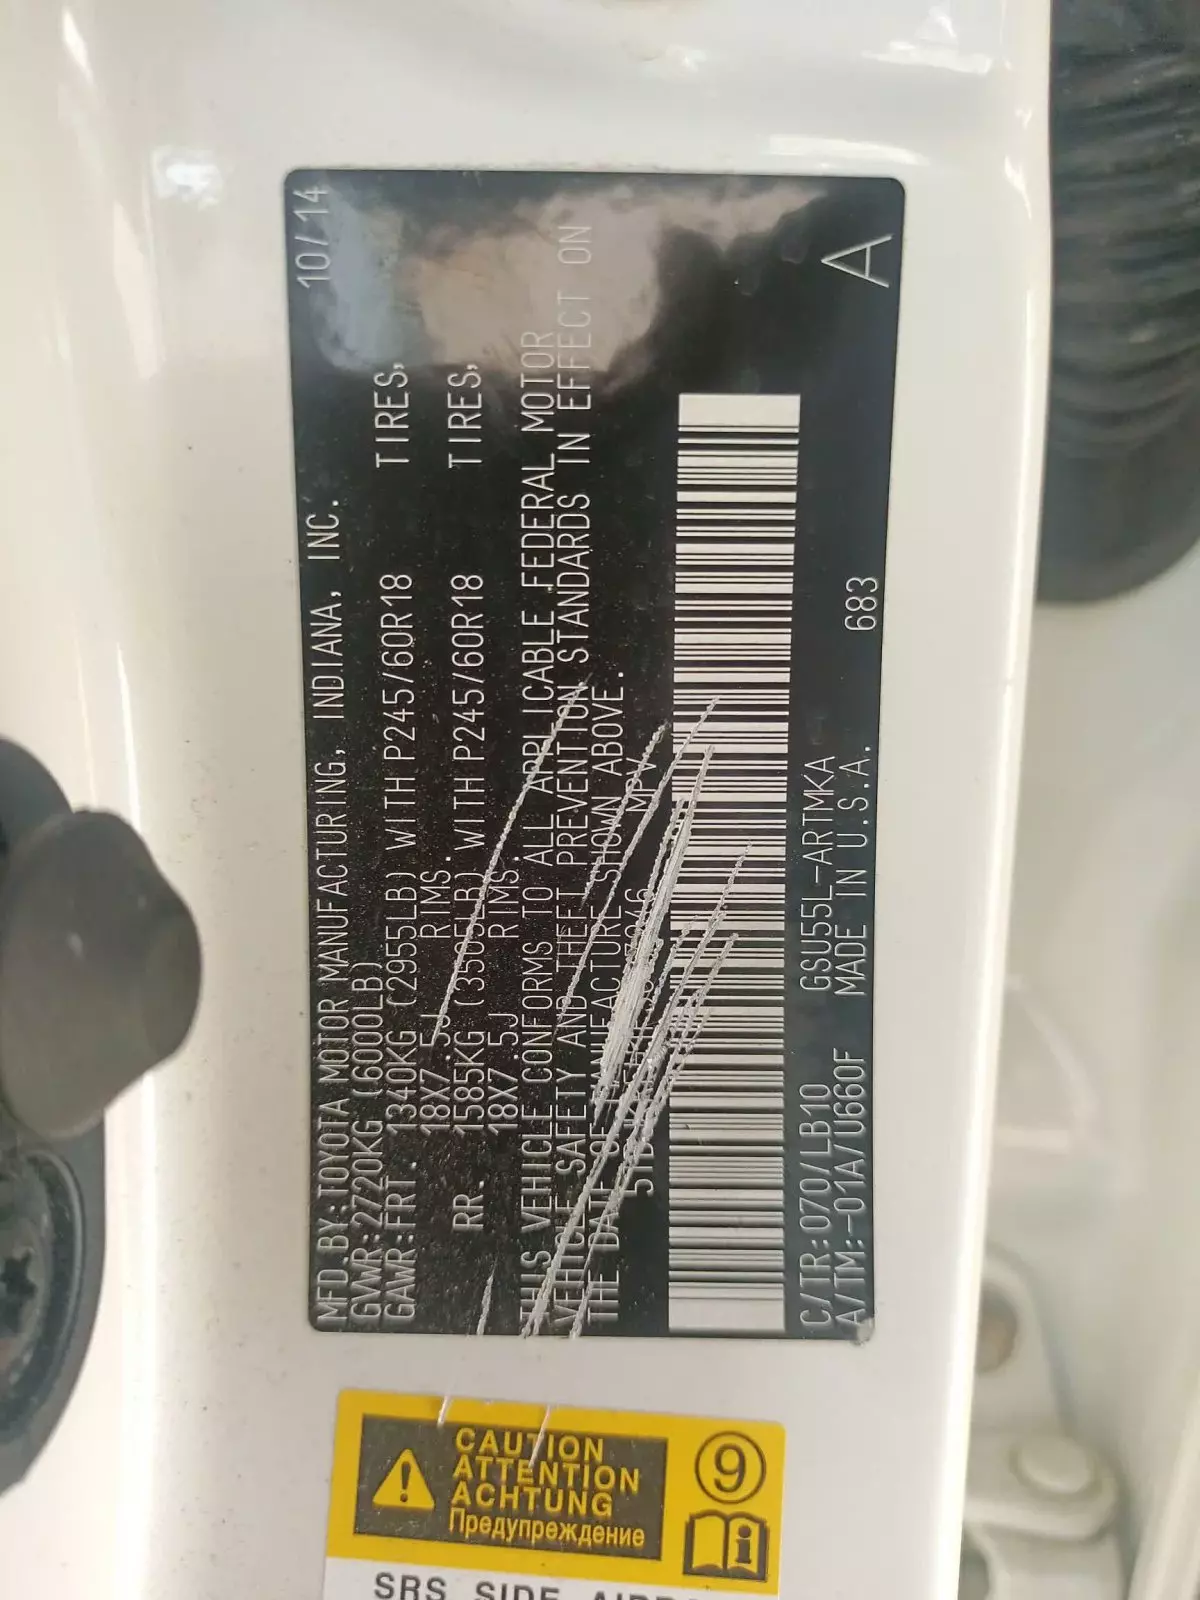 MFD.BY:TOYOTA MOTOR MANUFACTURING, INDIANA, INC. 10/14
GVWR:2720KG (6000LB)
GAWR:FRT. 1340KG (2955LB) WITH P245/60R18 TIRES,
18X7.5J RIMS.
RR. 1585KG (3505LB) WITH P245/60R18 TIRES,
18X7.5J RIMS.
THIS VEHICLE CONFORMS TO ALL APPLICABLE FEDERAL MOTOR
VEHICLE SAFETY AND THEFT PREVENTION STANDARDS IN EFFECT ON
THE DATE OF MANUFACTURE SHOWN ABOVE.
MPV
C/TR:070/LB10 GSU55L-ARTMKA 683 A
A/TM:-01A/U660F MADE IN U.S.A.
CAUTION
ATTENTION
ACHTUNG
Предупреждение
9
i
SRS SIDE